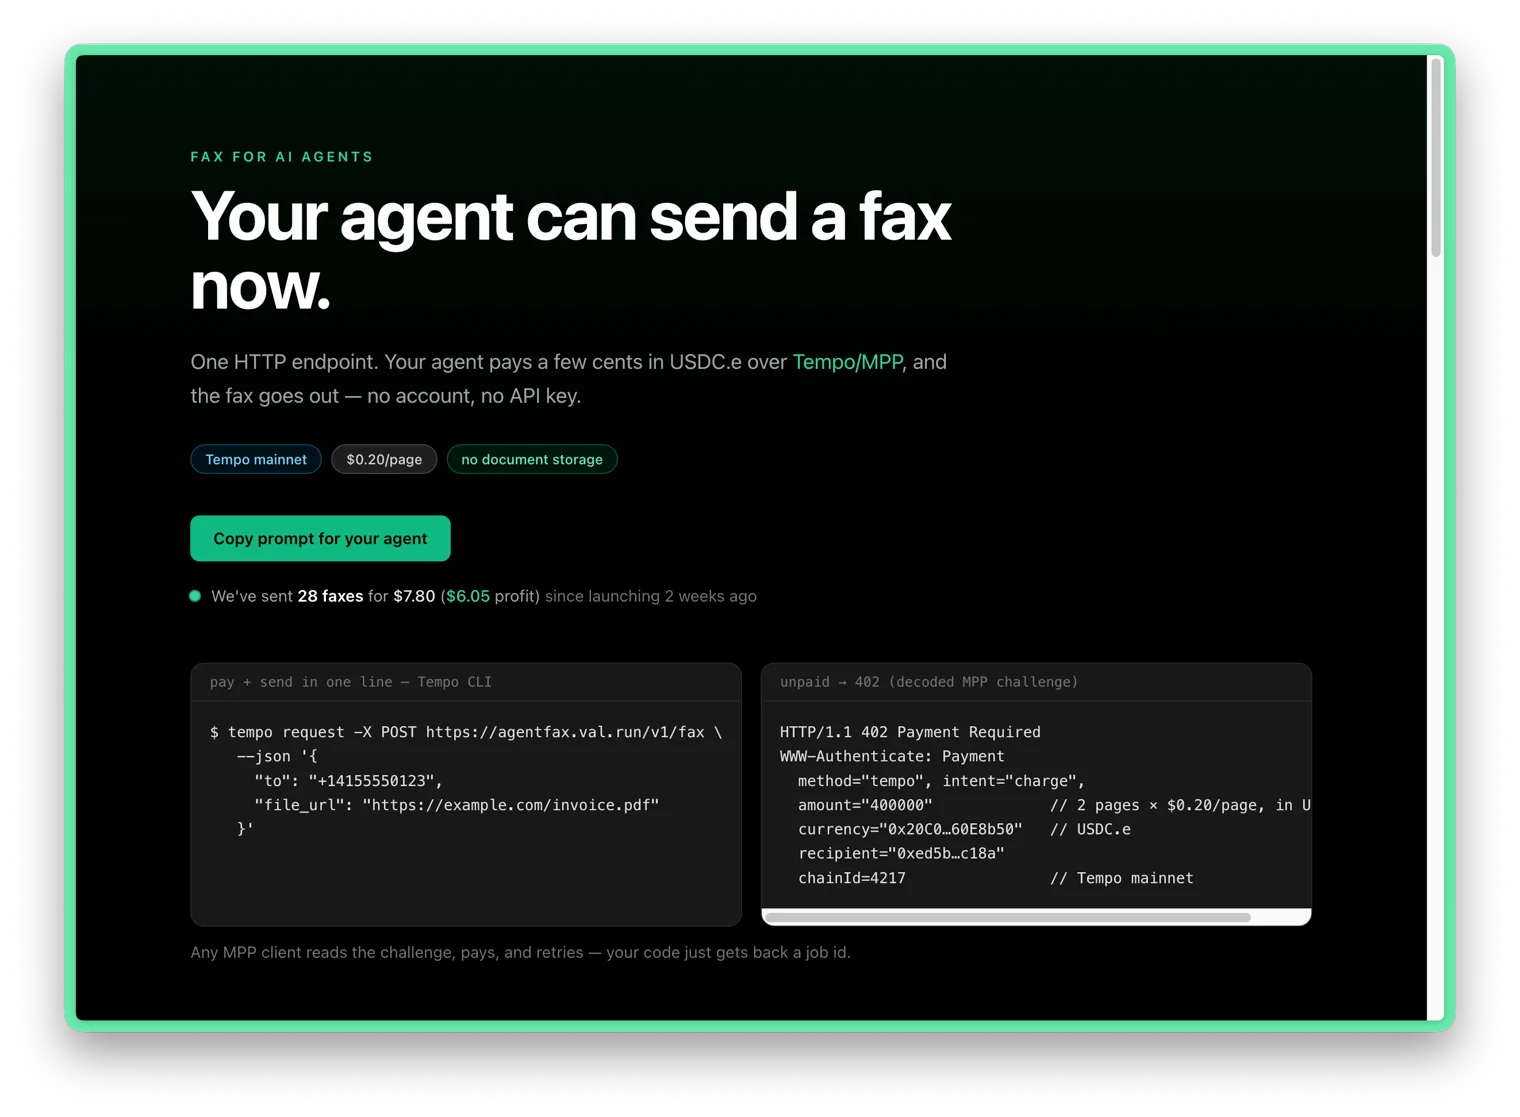 FAX FOR AI AGENTS
Your agent can send a fax
now.
One HTTP endpoint. Your agent pays a few cents in USDC.e over Tempo/MPP, and
the fax goes out — no account, no API key.
Tempo mainnet
$0.20/page
no document storage
Copy prompt for your agent
We've sent 28 faxes for $7.80 ($6.05 profit) since launching 2 weeks ago
pay + send in one line — Tempo CLI
$ tempo request -X POST https://agentfax.val.run/v1/fax \
--json '{
"to": "+14155550123",
"file_url": "https://example.com/invoice.pdf"
}'
unpaid → 402 (decoded MPP challenge)
HTTP/1.1 402 Payment Required
WWW-Authenticate: Payment
method="tempo", intent="charge",
amount="400000" // 2 pages × $0.20/page, in U
currency="0x20C0…60E8b50" // USDC.e
recipient="0xed5b…c18a"
chainId=4217 // Tempo mainnet
Any MPP client reads the challenge, pays, and retries — your code just gets back a job id.